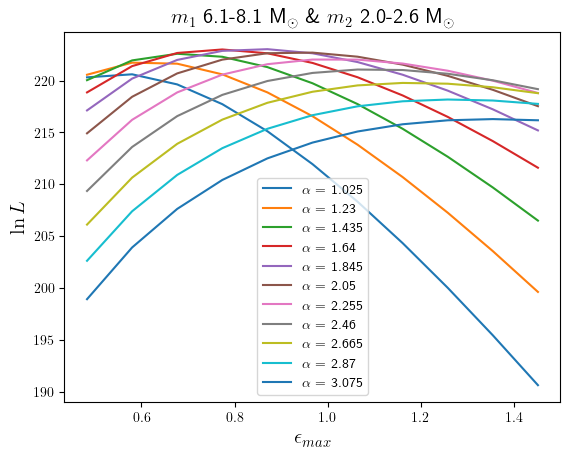 m₁ 6.1-8.1 M⊙ & m₂ 2.0-2.6 M⊙
ln L
220
215
210
205
200
195
190
α = 1.025
α = 1.23
α = 1.435
α = 1.64
α = 1.845
α = 2.05
α = 2.255
α = 2.46
α = 2.665
α = 2.87
α = 3.075
0.6 0.8 1.0 1.2 1.4
ϵmax